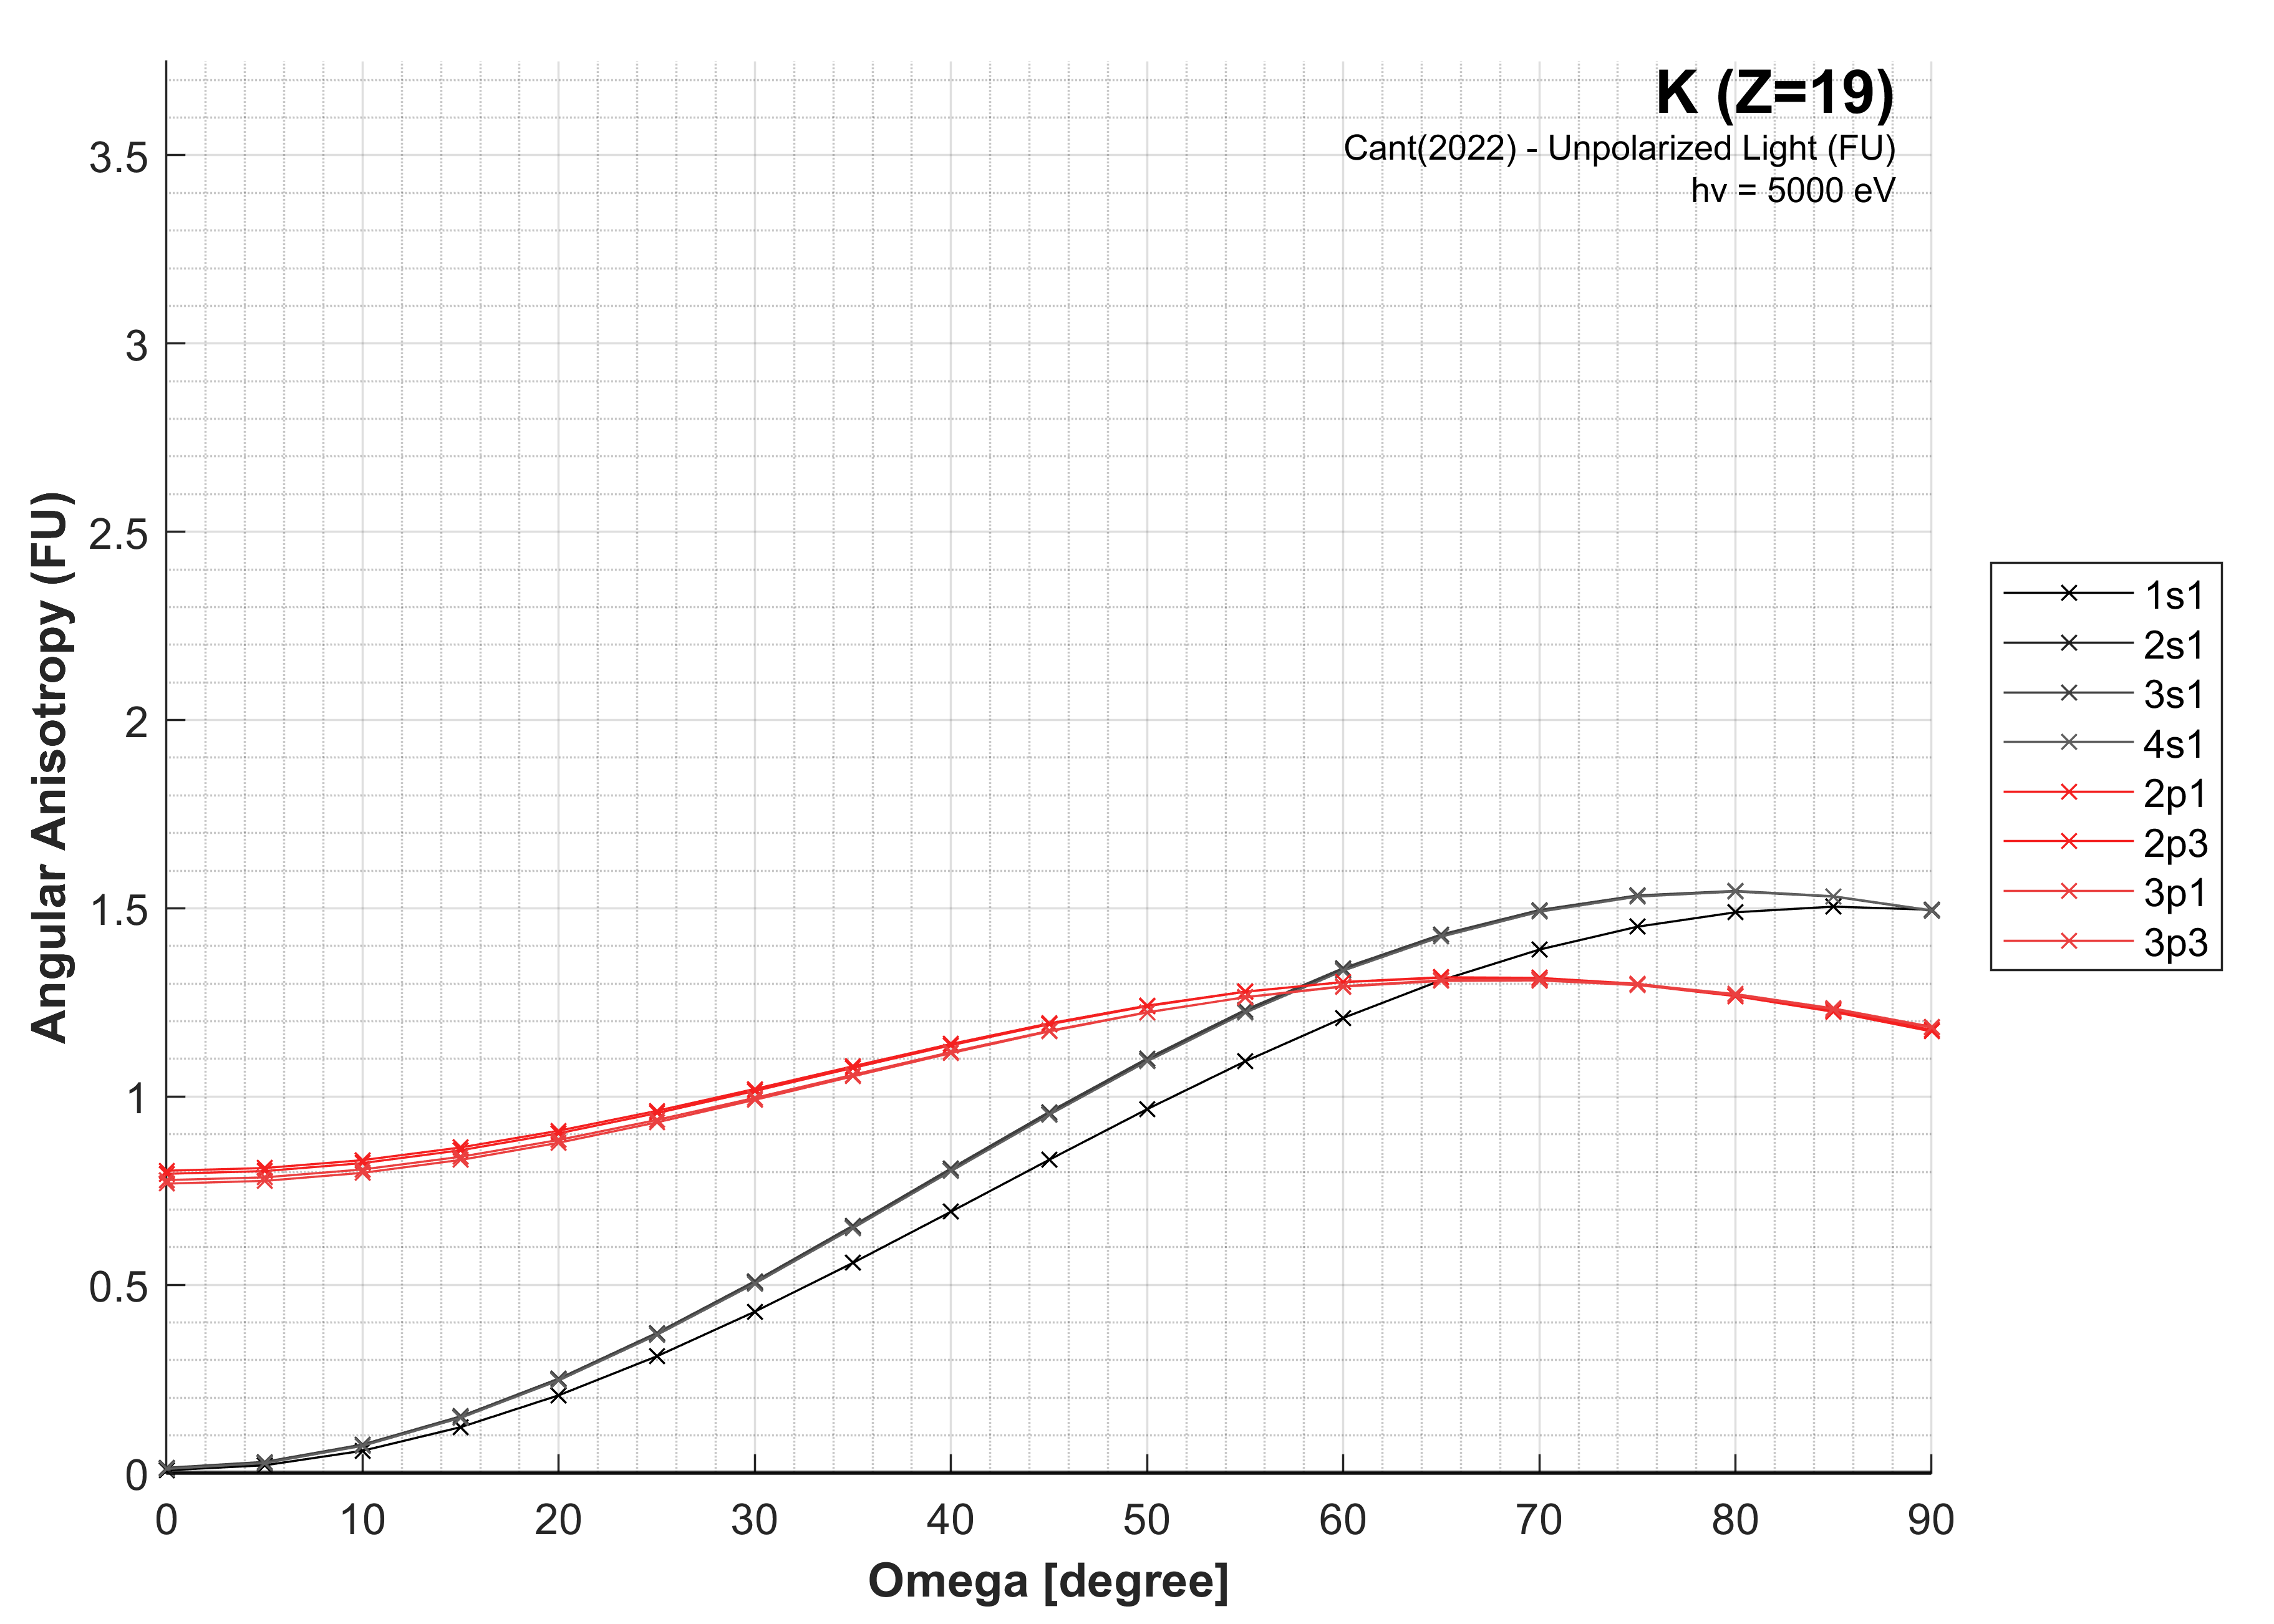 K (Z=19)
Cant(2022) - Unpolarized Light (FU)
hv = 5000 eV
Angular Anisotropy (FU)
3.5
3
2.5
2
1.5
1
0.5
0
0 10 20 30 40 50 60 70 80 90
Omega [degree]
1s1
2s1
3s1
4s1
2p1
2p3
3p1
3p3